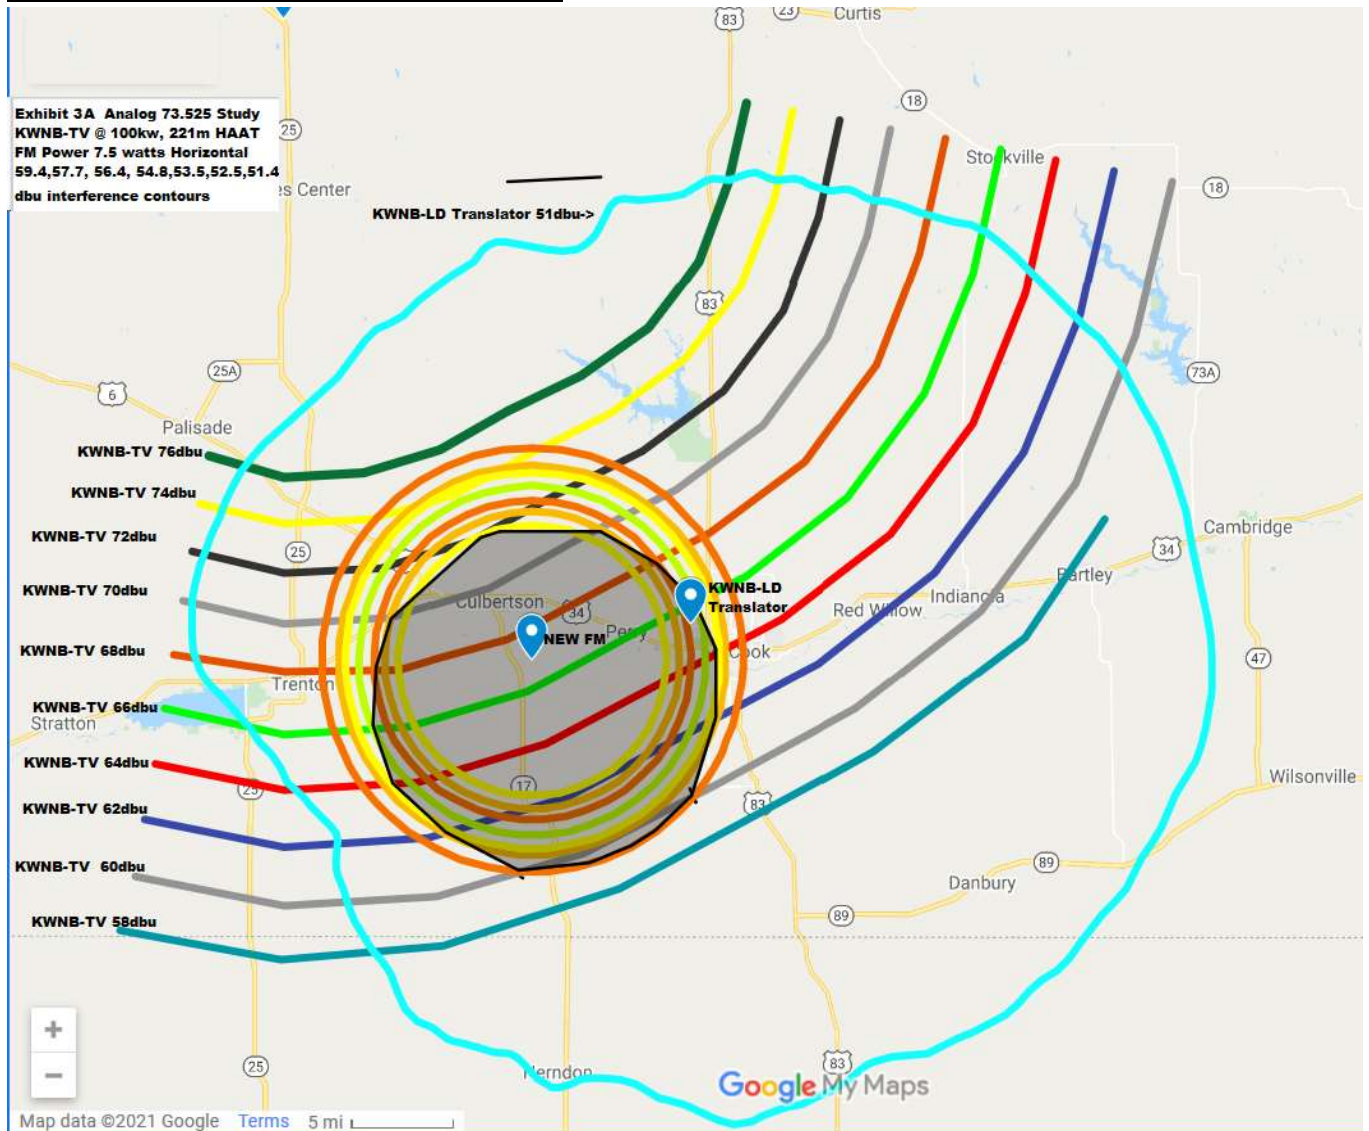 83
23
Curtis
Exhibit 3A Analog 73.525 Study
KWNB-TV @ 100kw, 221m HAAT
FM Power 7.5 watts Horizontal
59.4,57.7, 56.4, 54.8,53.5,52.5,51.4
dbu interference contours
25
18
Stockville
es Center
18
KWNB-LD Translator 51dbu->
83
25A
73A
6
Palisade
KWNB-TV 76dbu
KWNB-TV 74dbu
KWNB-TV 72dbu
25
Cambridge
34
KWNB-TV 70dbu
Bartley
KWNB-LD
Translator
Culbertson
34
Indianola
Red Willow
NEW FM
Perry
KWNB-TV 68dbu
Cook
47
Trenton
KWNB-TV 66dbu
Stratton
KWNB-TV 64dbu
25
17
Wilsonville
KWNB-TV 62dbu
83
KWNB-TV 60dbu
89
Danbury
KWNB-TV 58dbu
89
+
−
25
Herndon
83
Google My Maps
Map data ©2021 Google Terms 5 mi